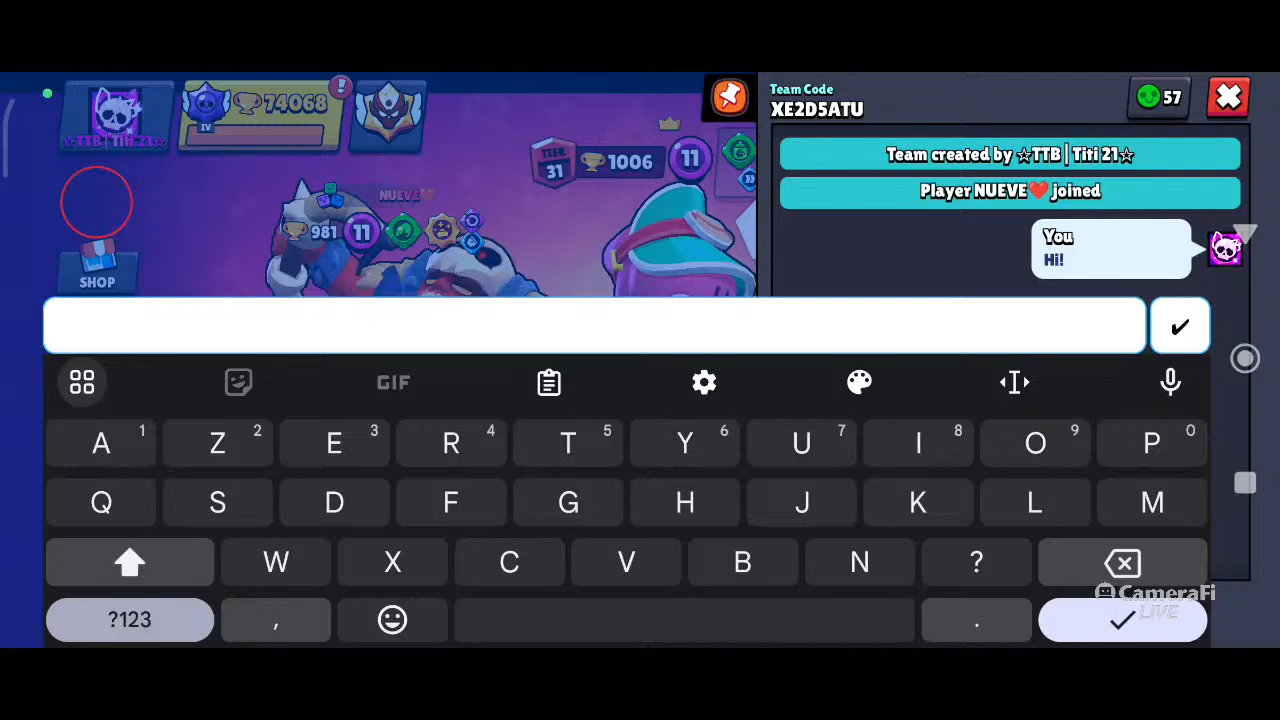 Team Code
XE2D5ATU
57
☆TTB | Titi 21☆
IV
74068
!
TIER
31
1006
11
Team created by ☆TTB | Titi 21☆
Player NUEVE❤️ joined
NUEVE❤️
981
11
You
Hi!
SHOP
GIF
A 1 Z 2 E 3 R 4 T 5 Y 6 U 7 I 8 O 9 P 0
Q S D F G H J K L M
W X C V B N ?
?123 , .
CameraFi
LIVE